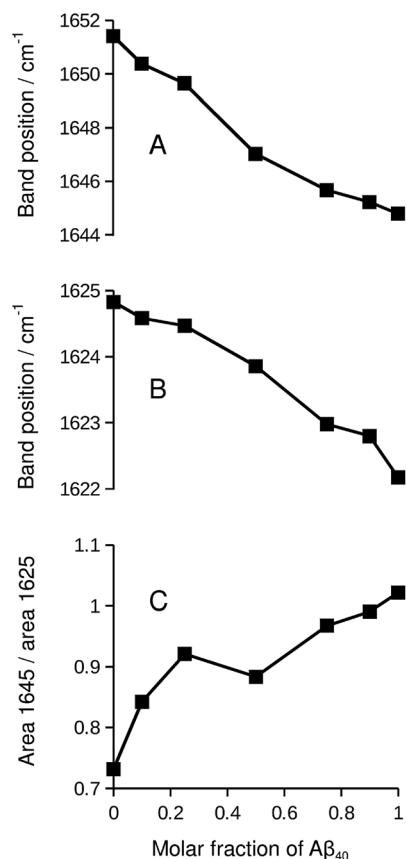 1652
1650
1648
1646
1644
Band position / cm-1
A
1625
1624
1623
1622
Band position / cm-1
B
1.1
1
0.9
0.8
0.7
Area 1645 / area 1625
C
0 0.2 0.4 0.6 0.8 1
Molar fraction of Aβ40